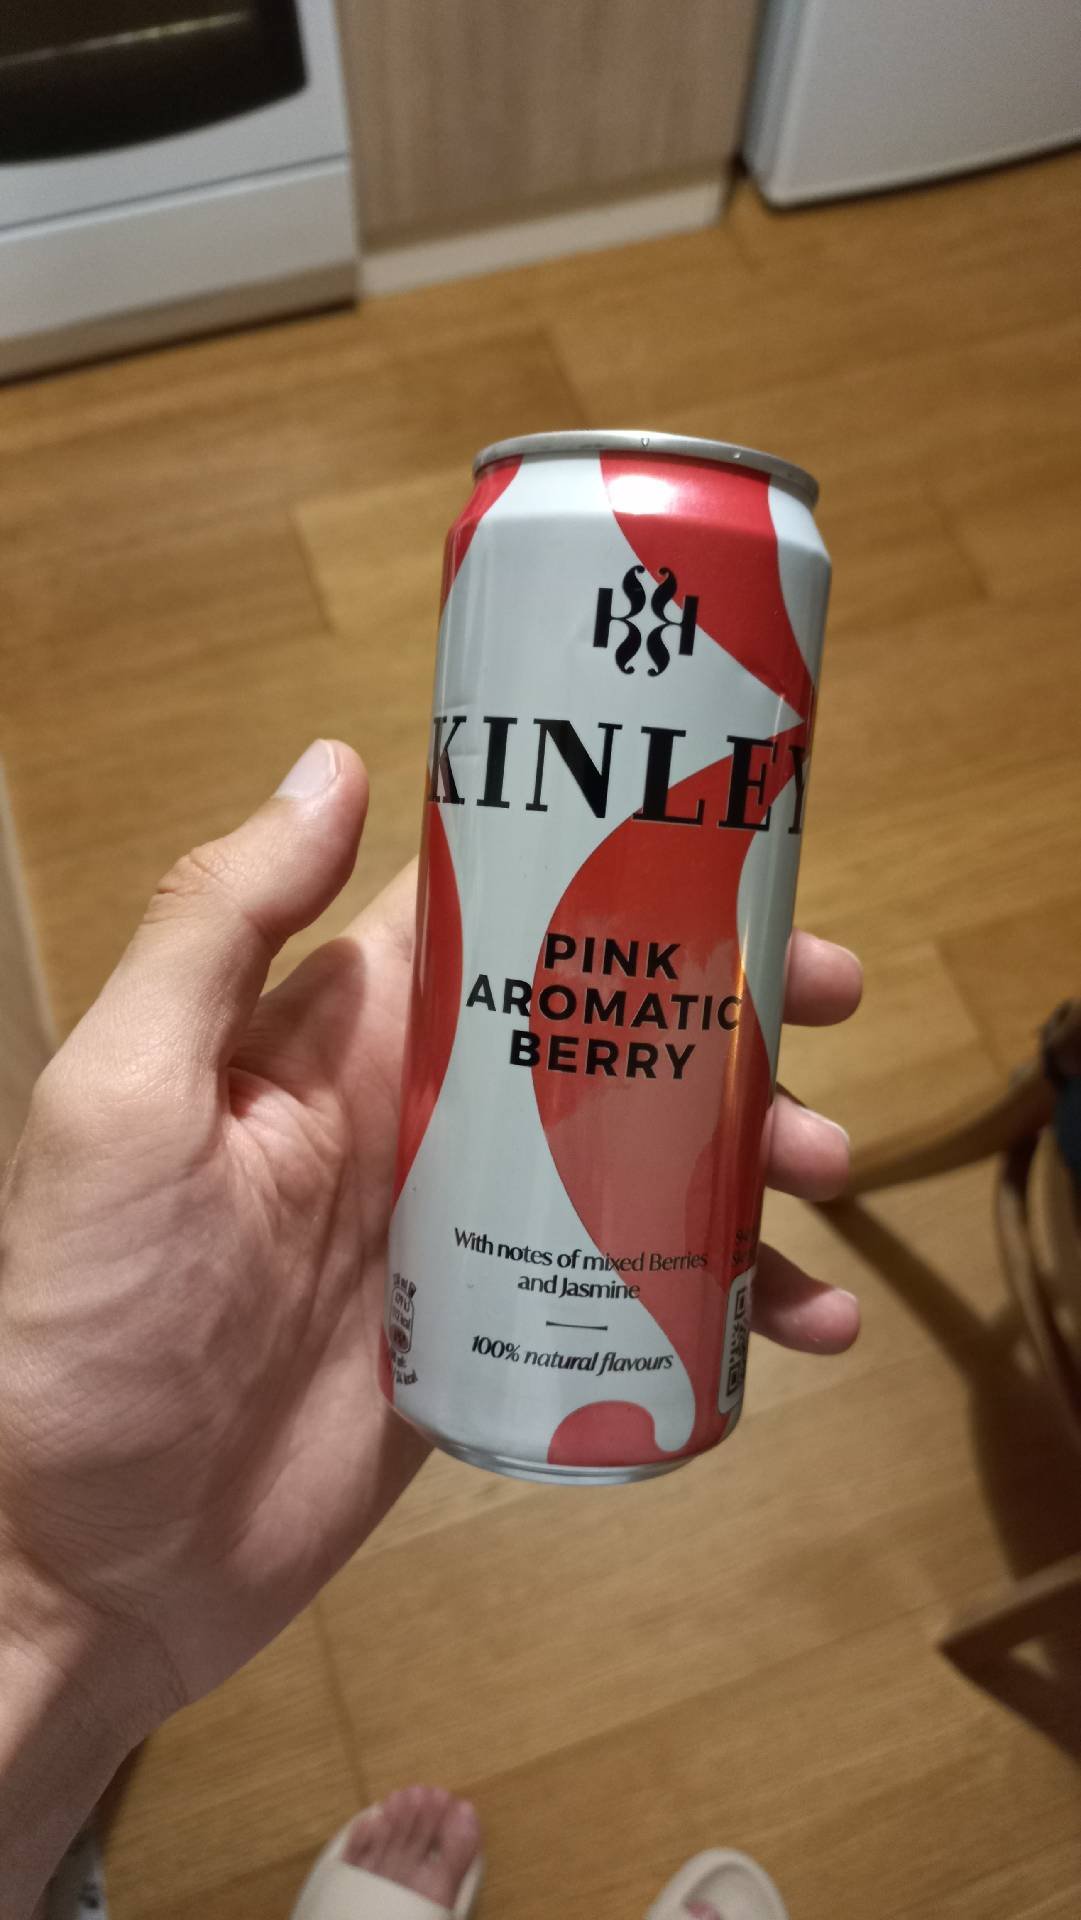 KINLEY
PINK
AROMATIC
BERRY
With notes of mixed Berries
and Jasmine
100% natural flavours